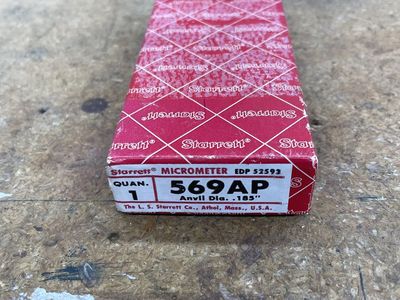 Starrett
Starrett
Starrett
Starrett
Starrett
Starrett
Starrett® MICROMETER EDP 52592
QUAN.
1
569AP
Anvil Dia. .185"
The L. S. Starrett Co., Athol, Mass., U.S.A.